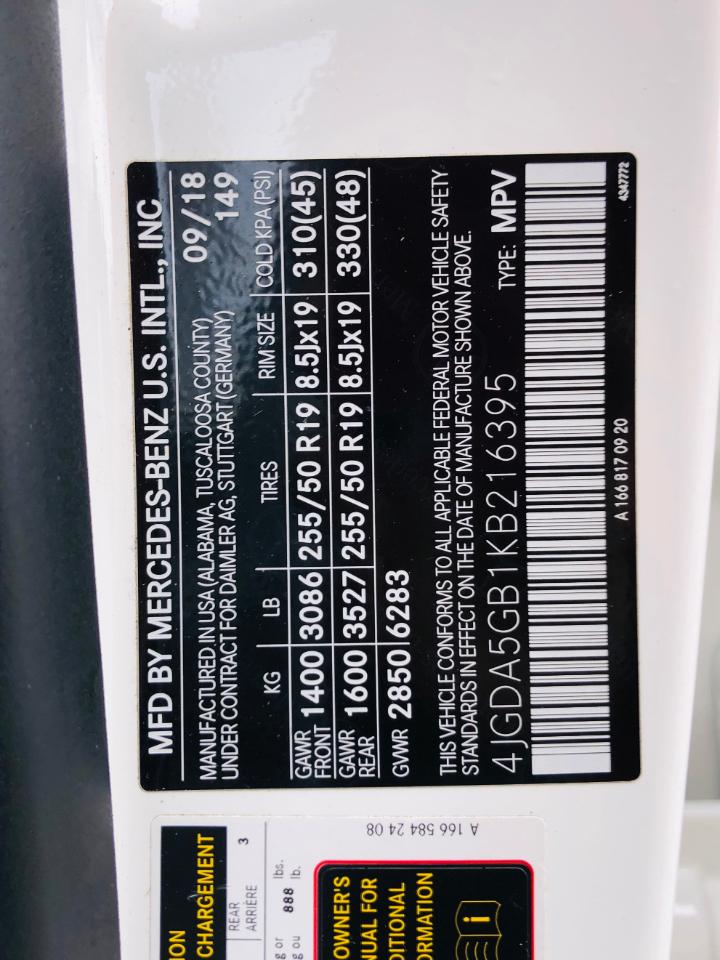 MFD BY MERCEDES-BENZ U.S. INTL., INC
MANUFACTURED IN USA (ALABAMA, TUSCALOOSA COUNTY) 09/18
UNDER CONTRACT FOR DAIMLER AG, STUTTGART (GERMANY) 149
KG LB TIRES RIM SIZE COLD KPA (PSI)
GAWR FRONT 1400 3086 255/50 R19 8.5Jx19 310(45)
GAWR REAR 1600 3527 255/50 R19 8.5Jx19 330(48)
GVWR 2850 6283
THIS VEHICLE CONFORMS TO ALL APPLICABLE FEDERAL MOTOR VEHICLE SAFETY
STANDARDS IN EFFECT ON THE DATE OF MANUFACTURE SHOWN ABOVE.
4JGDA5GB1KB216395 TYPE: MPV
A 166 817 09 20 4347772
A 166 584 24 08
ION
CHARGEMENT
REAR 3
ARRIÈRE
g or lbs.
g ou 888 lb.
OWNER'S
NUAL FOR
DITIONAL
ORMATION
i